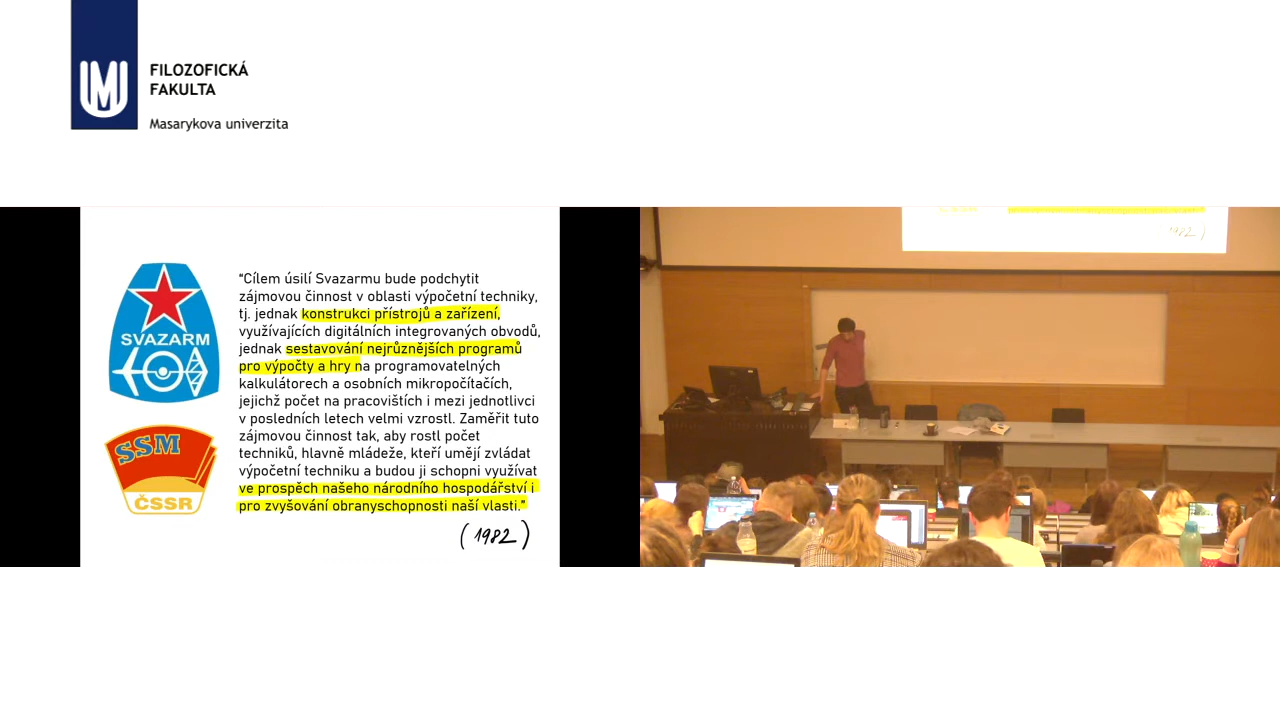 FILOZOFICKÁ
FAKULTA
Masarykova univerzita
SVAZARM
SSM
ČSSR
“Cílem úsilí Svazarmu bude podchytit
zájmovou činnost v oblasti výpočetní techniky,
tj. jednak konstrukci přístrojů a zařízení,
využívajících digitálních integrovaných obvodů,
jednak sestavování nejrůznějších programů
pro výpočty a hry na programovatelných
kalkulátorech a osobních mikropočítačích,
jejichž počet na pracovištích i mezi jednotlivci
v posledních letech velmi vzrostl. Zaměřit tuto
zájmovou činnost tak, aby rostl počet
techniků, hlavně mládeže, kteří umějí zvládat
výpočetní techniku a budou ji schopni využívat
ve prospěch našeho národního hospodářství i
pro zvyšování obranyschopnosti naší vlasti.”
(1982)
1982)